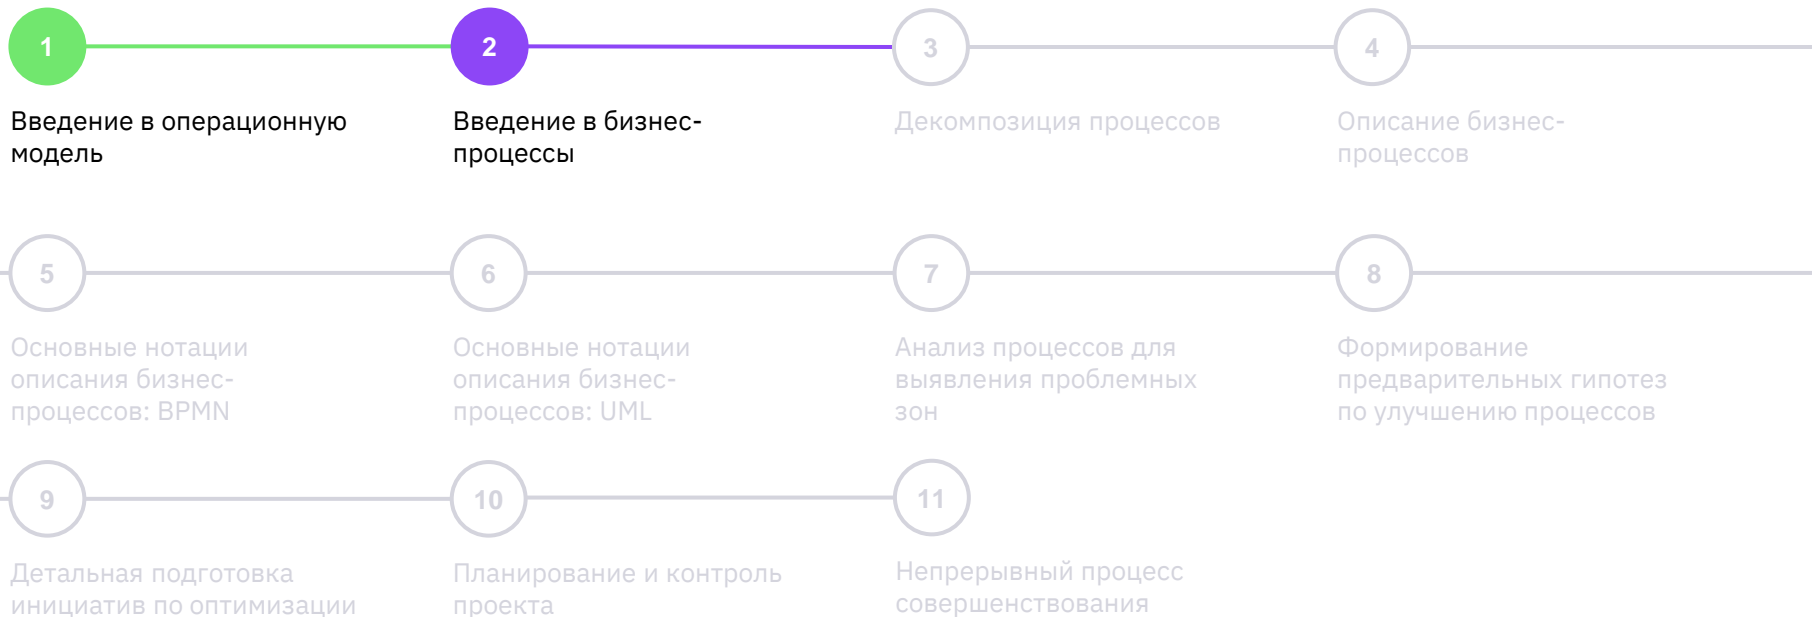 1
2
3
4
Введение в операционную
модель
Введение в бизнес-
процессы
Декомпозиция процессов
Описание бизнес-
процессов
5
6
7
8
Основные нотации
описания бизнес-
процессов: BPMN
Основные нотации
описания бизнес-
процессов: UML
Анализ процессов для
выявления проблемных
зон
Формирование
предварительных гипотез
по улучшению процессов
9
10
11
Детальная подготовка
инициатив по оптимизации
Планирование и контроль
проекта
Непрерывный процесс
совершенствования